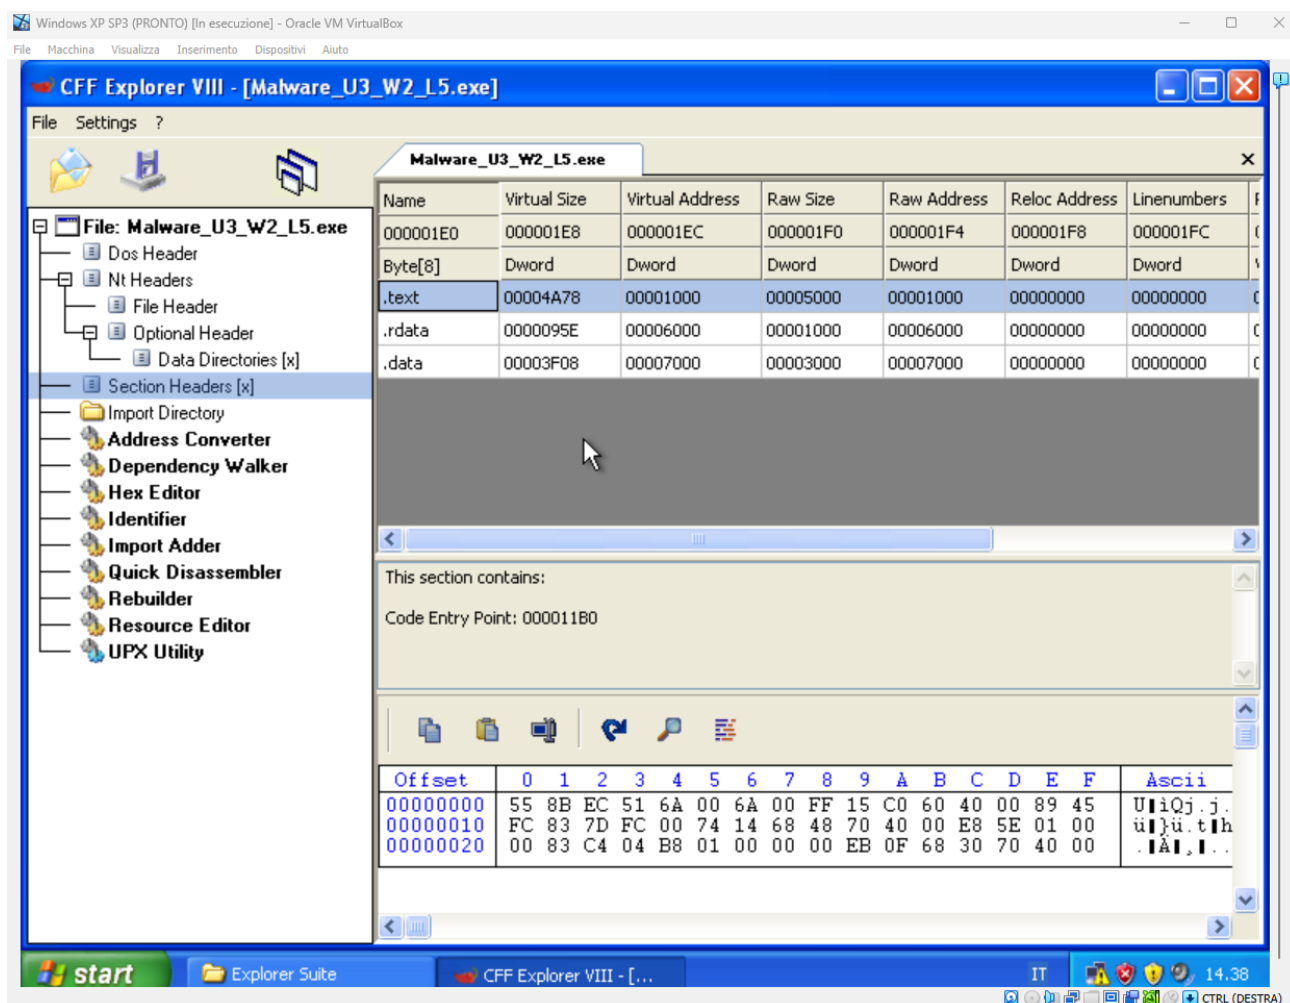 Windows XP SP3 (PRONTO) [In esecuzione] - Oracle VM VirtualBox
File Macchina Visualizza Inserimento Dispositivi Aiuto
CFF Explorer VIII - [Malware_U3_W2_L5.exe]
File Settings ?
Malware_U3_W2_L5.exe
File: Malware_U3_W2_L5.exe
Dos Header
Nt Headers
File Header
Optional Header
Data Directories [x]
Section Headers [x]
Import Directory
Address Converter
Dependency Walker
Hex Editor
Identifier
Import Adder
Quick Disassembler
Rebuilder
Resource Editor
UPX Utility
Name Virtual Size Virtual Address Raw Size Raw Address Reloc Address Linenumbers
000001E0 000001E8 000001EC 000001F0 000001F4 000001F8 000001FC
Byte[8] Dword Dword Dword Dword Dword Dword
.text 00004A78 00001000 00005000 00001000 00000000 00000000
.rdata 0000095E 00006000 00001000 00006000 00000000 00000000
.data 00003F08 00007000 00003000 00007000 00000000 00000000
This section contains:
Code Entry Point: 000011B0
Offset 0 1 2 3 4 5 6 7 8 9 A B C D E F Ascii
00000000 55 8B EC 51 6A 00 6A 00 FF 15 C0 60 40 00 89 45 U▮ìQj.j.
00000010 FC 83 7D FC 00 74 14 68 48 70 40 00 E8 5E 01 00 ü▮}ü.t▮h
00000020 00 83 C4 04 B8 01 00 00 00 EB 0F 68 30 70 40 00 .▮Ä▮¸▮..
start Explorer Suite CFF Explorer VIII - [... IT 14.38
CTRL (DESTRA)